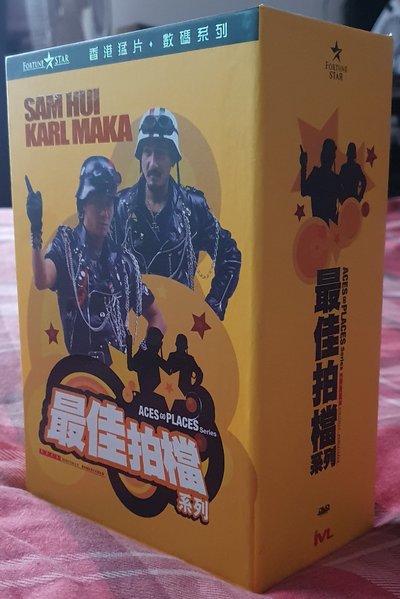 FORTUNE STAR
香港猛片·數碼系列
SAM HUI
KARL MAKA
ACES GO PLACES Series
最佳拍檔
系列
FORTUNE
STAR
ACES GO PLACES Series
最佳拍檔
系列
DVD
IVL